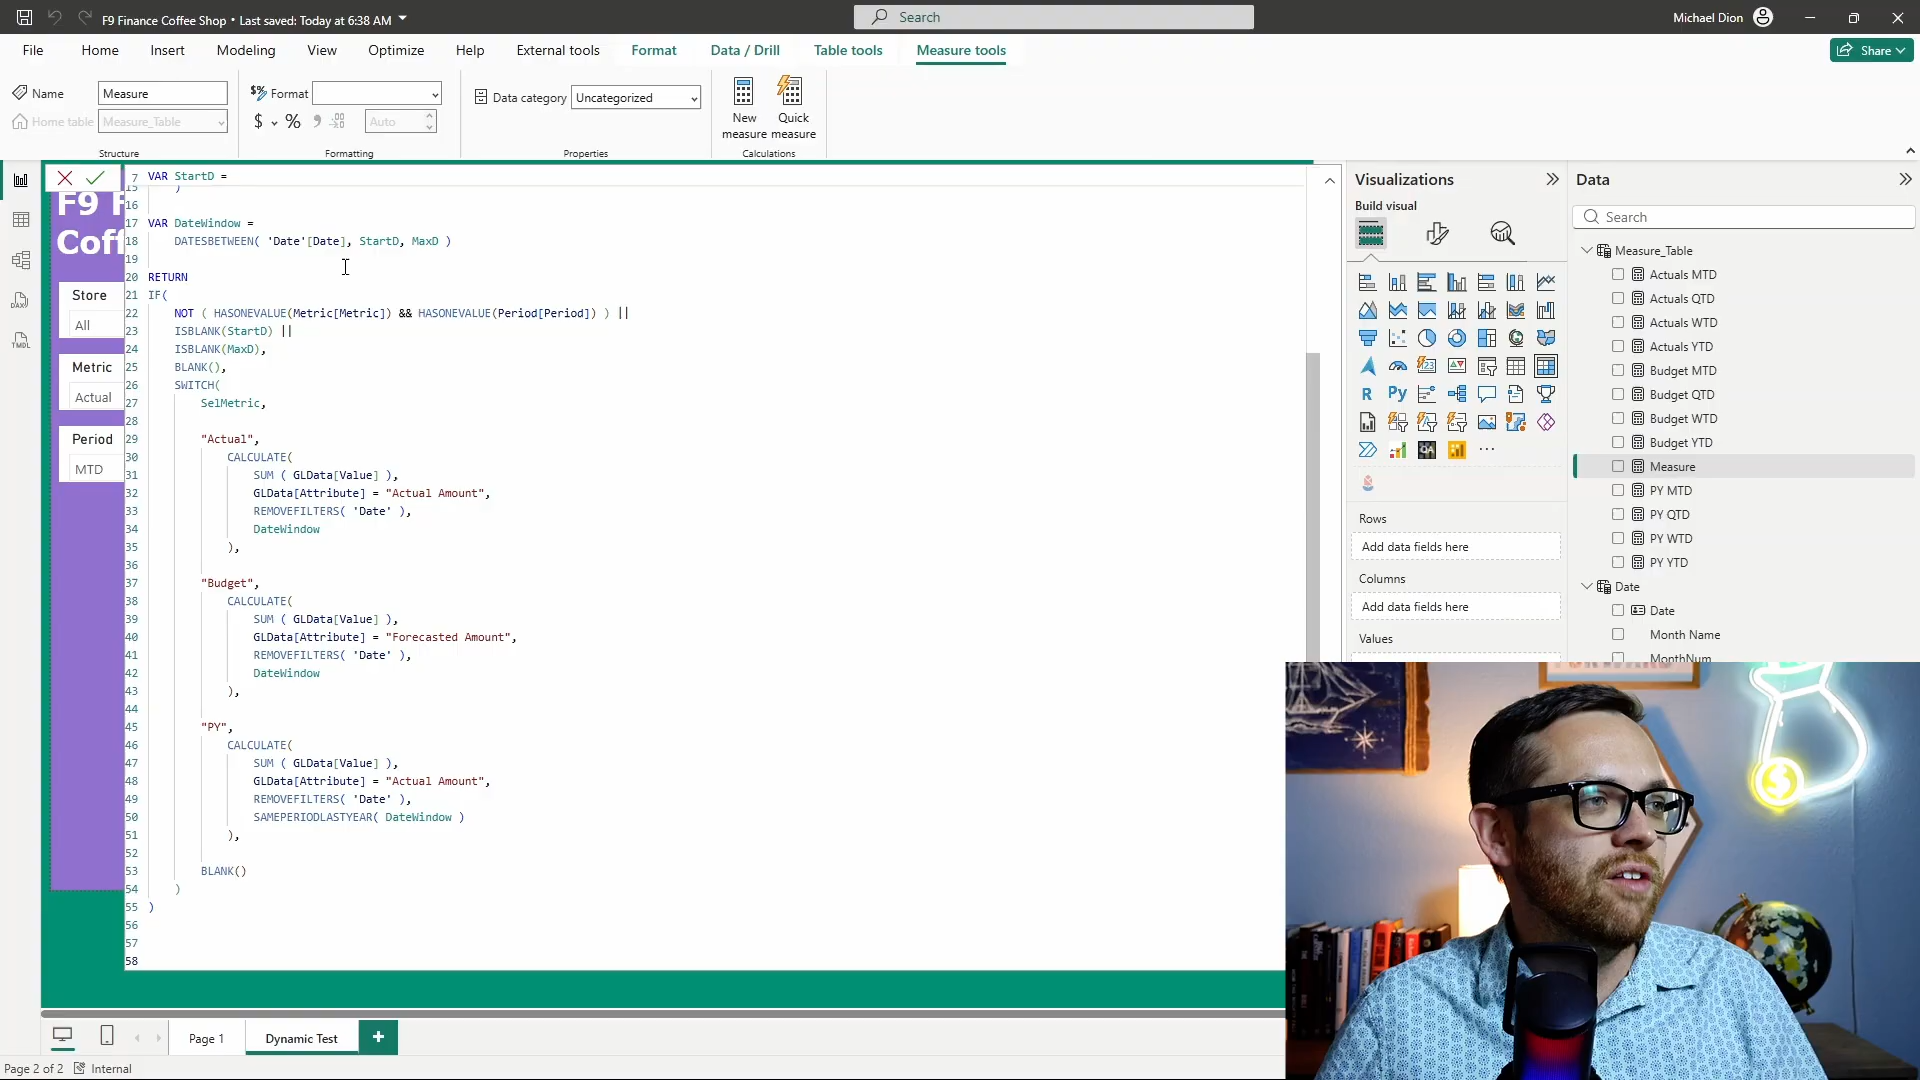 F9 Finance Coffee Shop • Last saved: Today at 6:38 AM
Search
Michael Dion
File
Home
Insert
Modeling
View
Optimize
Help
External tools
Format
Data / Drill
Table tools
Measure tools
Share
Name
Measure
Home table
Measure_Table
Structure
Format
$
%
Auto
Formatting
Data category
Uncategorized
Properties
New measure
Quick measure
Calculations
F9 F
Coff
Store
All
Metric
Actual
Period
MTD
7 VAR StartD =
15 )
16
17 VAR DateWindow =
18 DATESBETWEEN( 'Date'[Date], StartD, MaxD )
19
20 RETURN
21 IF(
22 NOT ( HASONEVALUE(Metric[Metric]) && HASONEVALUE(Period[Period]) ) ||
23 ISBLANK(StartD) ||
24 ISBLANK(MaxD),
25 BLANK(),
26 SWITCH(
27 SelMetric,
28
29 "Actual",
30 CALCULATE(
31 SUM ( GLData[Value] ),
32 GLData[Attribute] = "Actual Amount",
33 REMOVEFILTERS( 'Date' ),
34 DateWindow
35 ),
36
37 "Budget",
38 CALCULATE(
39 SUM ( GLData[Value] ),
40 GLData[Attribute] = "Forecasted Amount",
41 REMOVEFILTERS( 'Date' ),
42 DateWindow
43 ),
44
45 "PY",
46 CALCULATE(
47 SUM ( GLData[Value] ),
48 GLData[Attribute] = "Actual Amount",
49 REMOVEFILTERS( 'Date' ),
50 SAMEPERIODLASTYEAR( DateWindow )
51 ),
52
53 BLANK()
54 )
55 )
56
57
58
Visualizations
Build visual
R
Py
Rows
Add data fields here
Columns
Add data fields here
Values
Data
Search
Measure_Table
Actuals MTD
Actuals QTD
Actuals WTD
Actuals YTD
Budget MTD
Budget QTD
Budget WTD
Budget YTD
Measure
PY MTD
PY QTD
PY WTD
PY YTD
Date
Date
Month Name
MonthNum
Page 1
Dynamic Test
Page 2 of 2
Internal